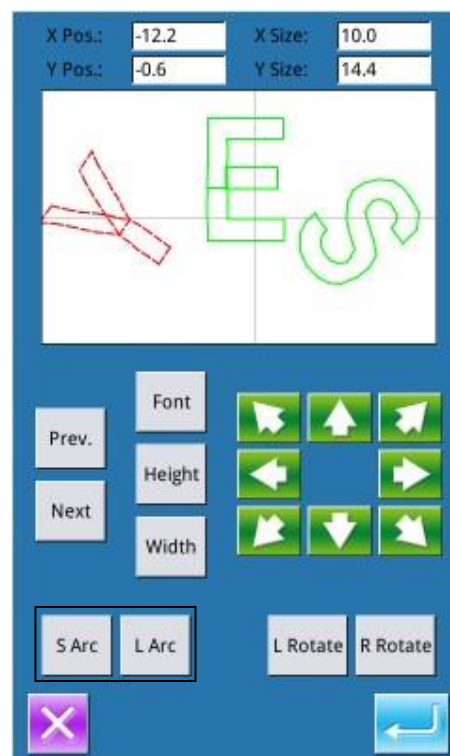 X Pos.: -12.2 X Size: 10.0
Y Pos.: -0.6 Y Size: 14.4
YES
Font
Prev.
Height
Next
Width
S Arc L Arc L Rotate R Rotate